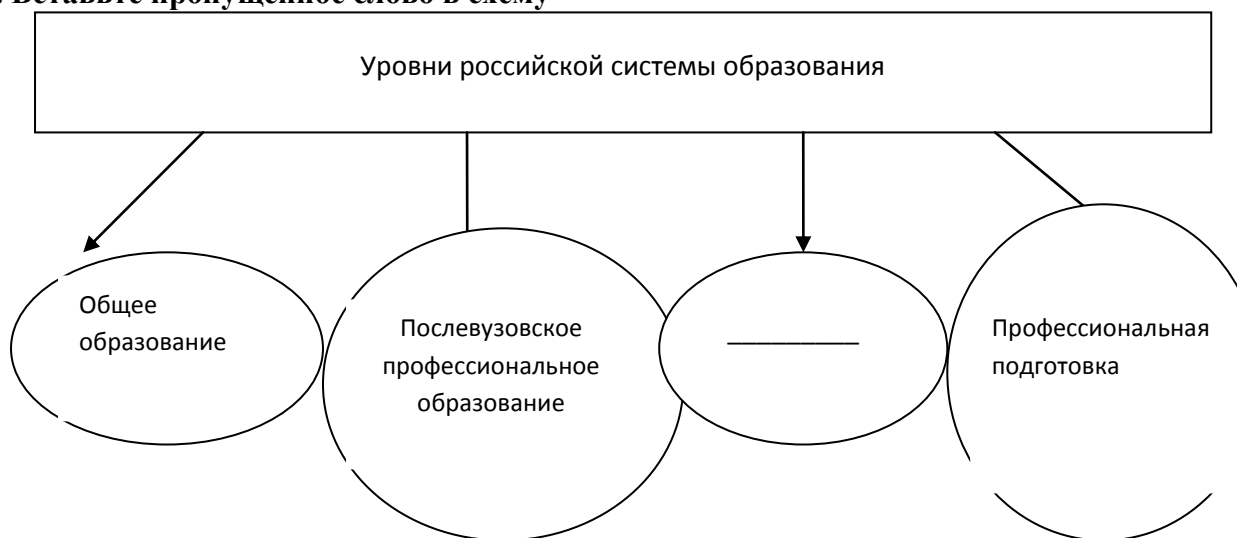 . Вставьте пропущенное слово в схему
Уровни российской системы образования
Общее
образование
Послевузовское
профессиональное
образование
__________
Профессиональная
подготовка